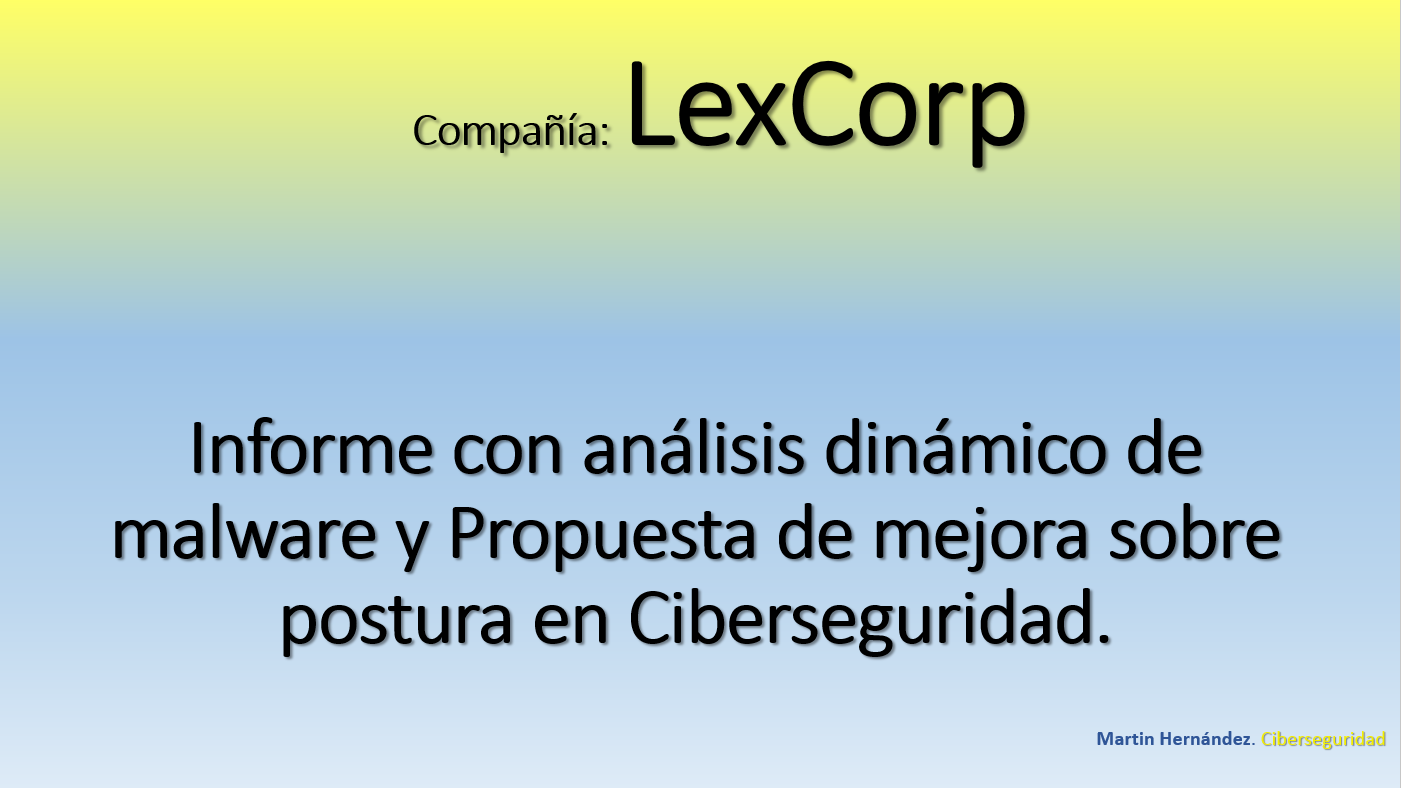 Compañía: LexCorp
Informe con análisis dinámico de
malware y Propuesta de mejora sobre
postura en Ciberseguridad.
Martin Hernández. Ciberseguridad